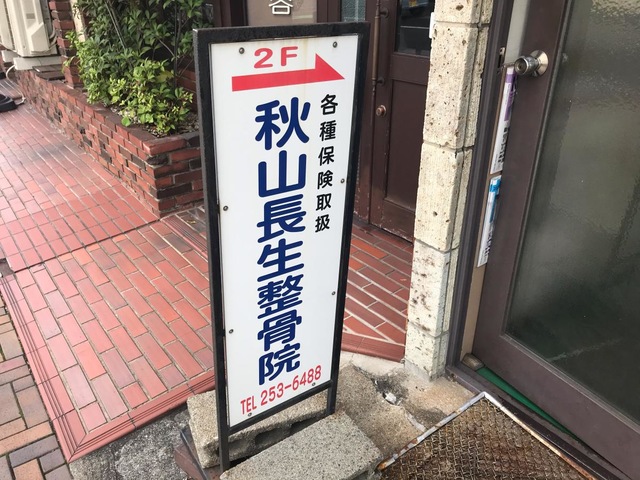 2F
各種保険取扱
秋山長生整骨院
TEL 253-6488